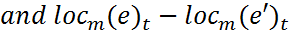 and loc_m(e)_t − loc_m(e′)_t